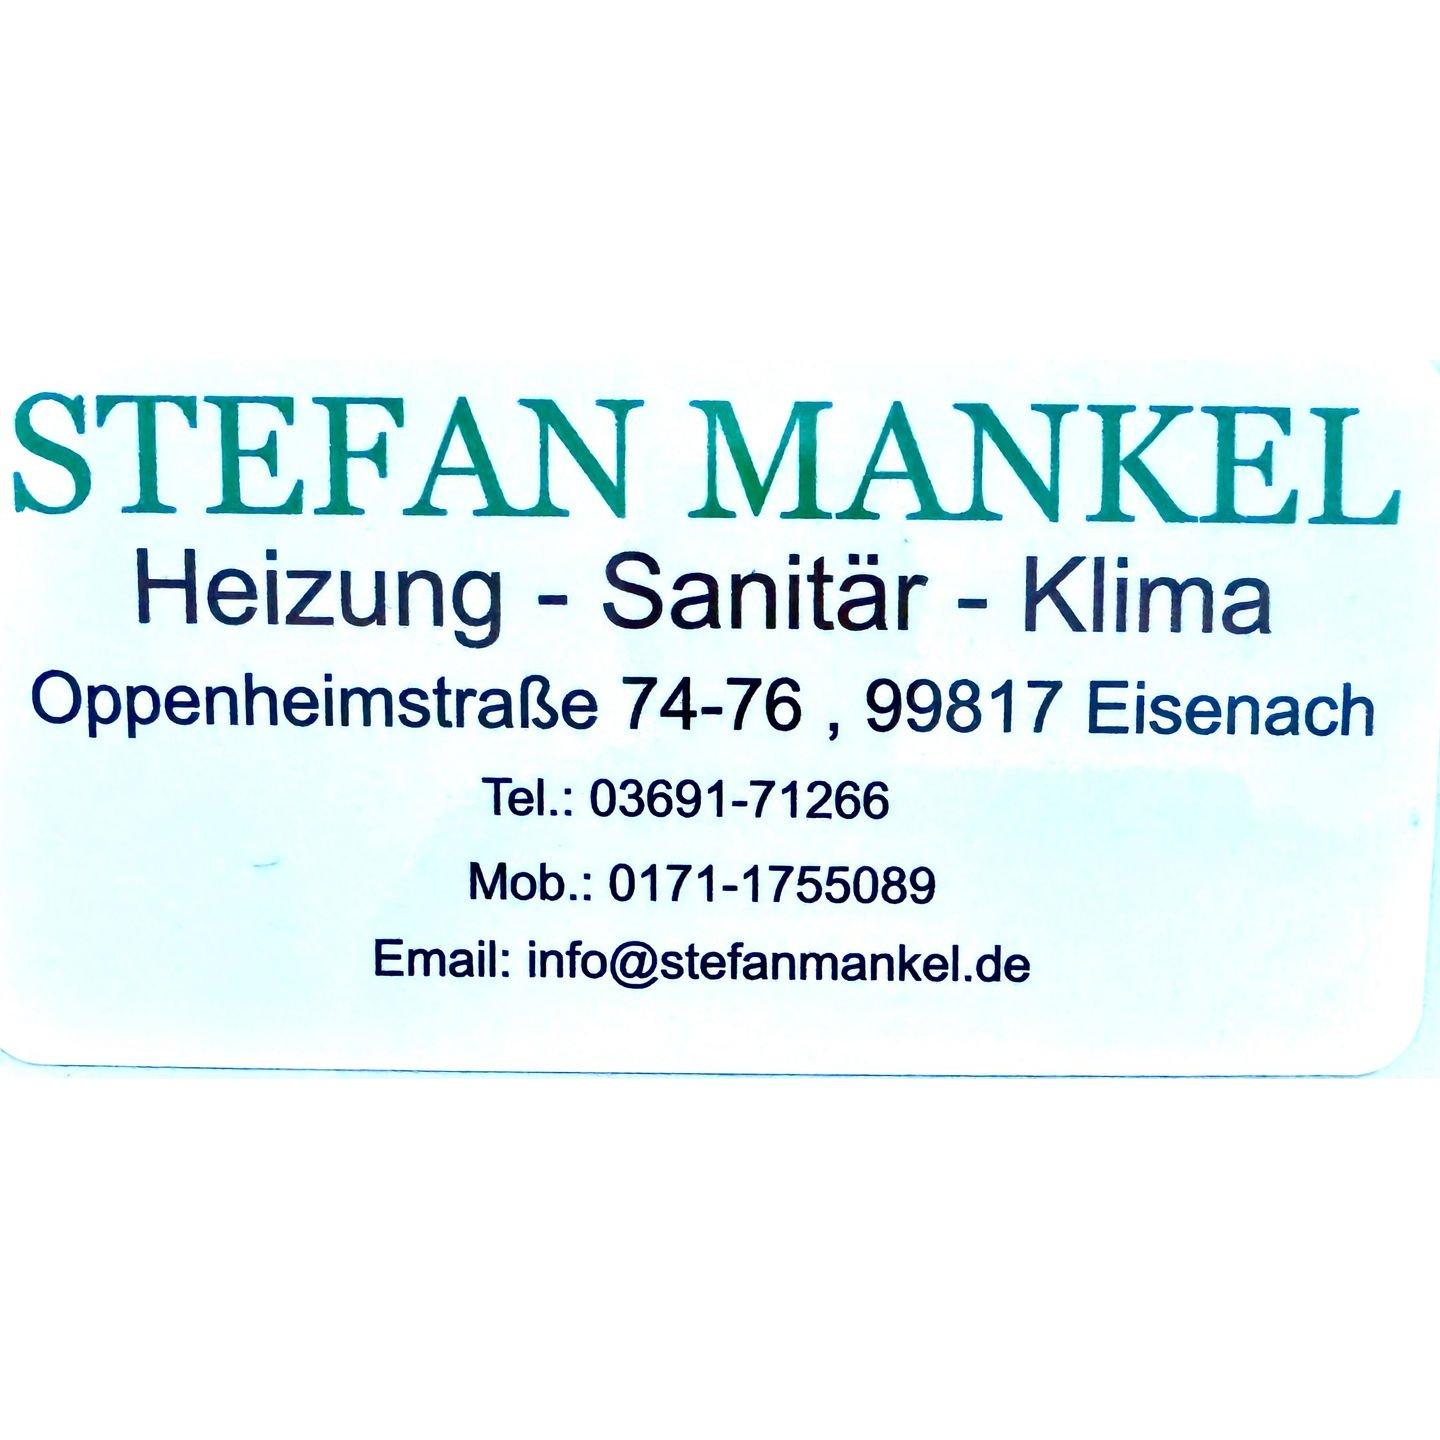 STEFAN MANKEL
Heizung - Sanitär - Klima
Oppenheimstraße 74-76 , 99817 Eisenach
Tel.: 03691-71266
Mob.: 0171-1755089
Email: info@stefanmankel.de